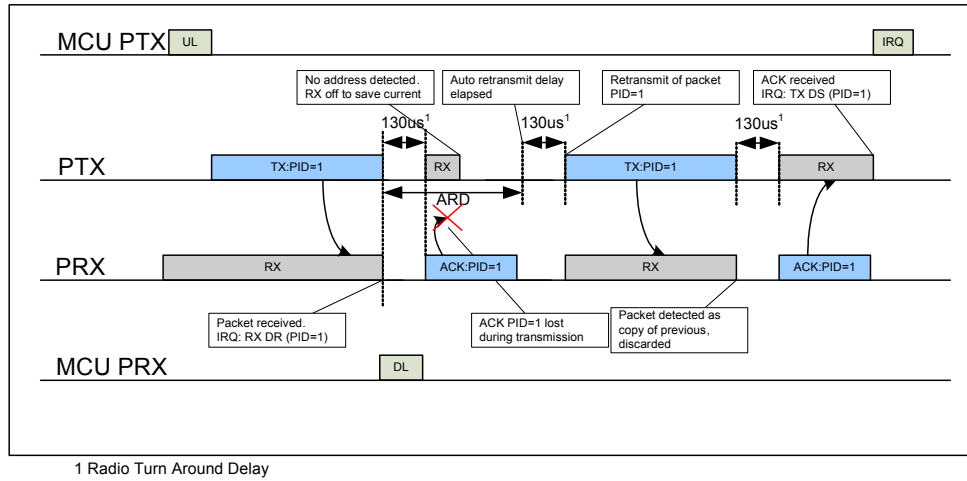 MCU PTX
UL
IRQ
No address detected.
RX off to save current
Auto retransmit delay
elapsed
Retransmit of packet
PID=1
ACK received
IRQ: TX DS (PID=1)
130us1
130us1
130us1
PTX
TX:PID=1
RX
TX:PID=1
RX
ARD
PRX
RX
ACK:PID=1
RX
ACK:PID=1
Packet received.
IRQ: RX DR (PID=1)
ACK PID=1 lost
during transmission
Packet detected as
copy of previous,
discarded
MCU PRX
DL
1 Radio Turn Around Delay